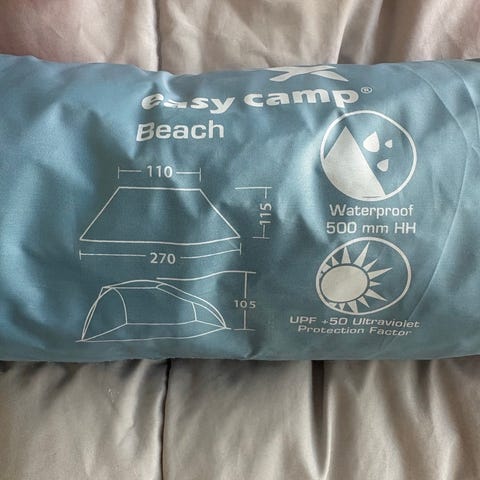 easy camp®
Beach
110
115
270
105
Waterproof
500 mm HH
UPF +50 Ultraviolet
Protection Factor